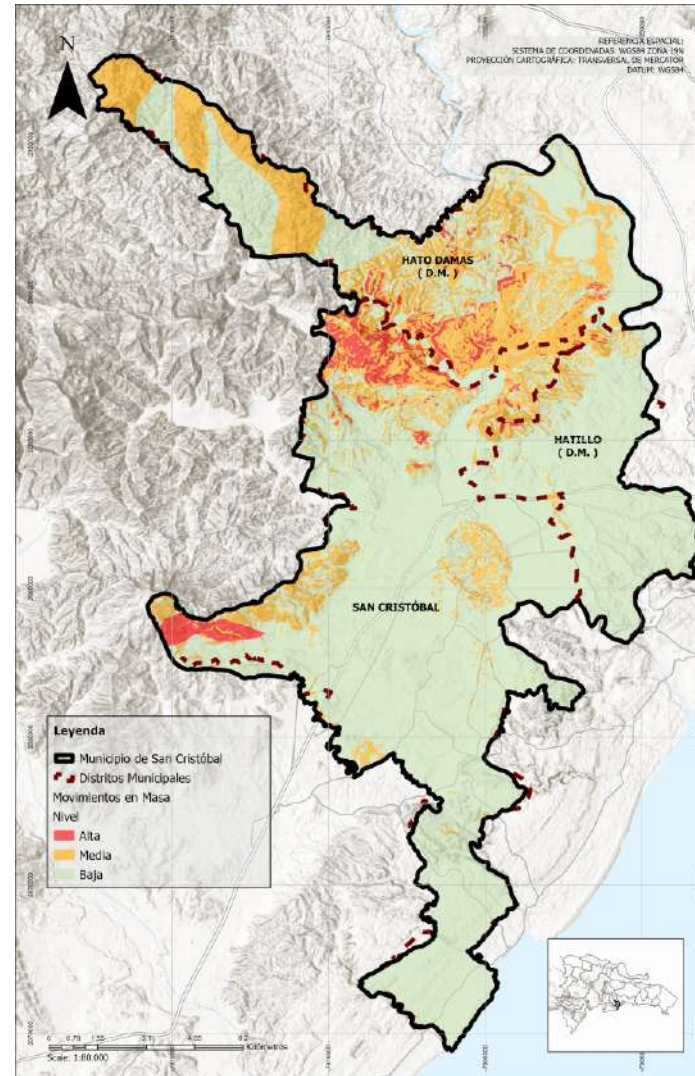 N
REFERENCIA ESPACIAL:
SISTEMA DE COORDENADAS: WGS84 ZONA 19N
PROYECCIÓN CARTOGRÁFICA: TRANSVERSAL DE MERCATOR
DATUM: WGS84
HATO DAMAS
( D.M. )
HATILLO
( D.M. )
SAN CRISTÓBAL
Leyenda
Municipio de San Cristóbal
Distritos Municipales
Movimientos en Masa
Nivel
Alta
Media
Baja
Kilómetros
Scale: 1:80.000